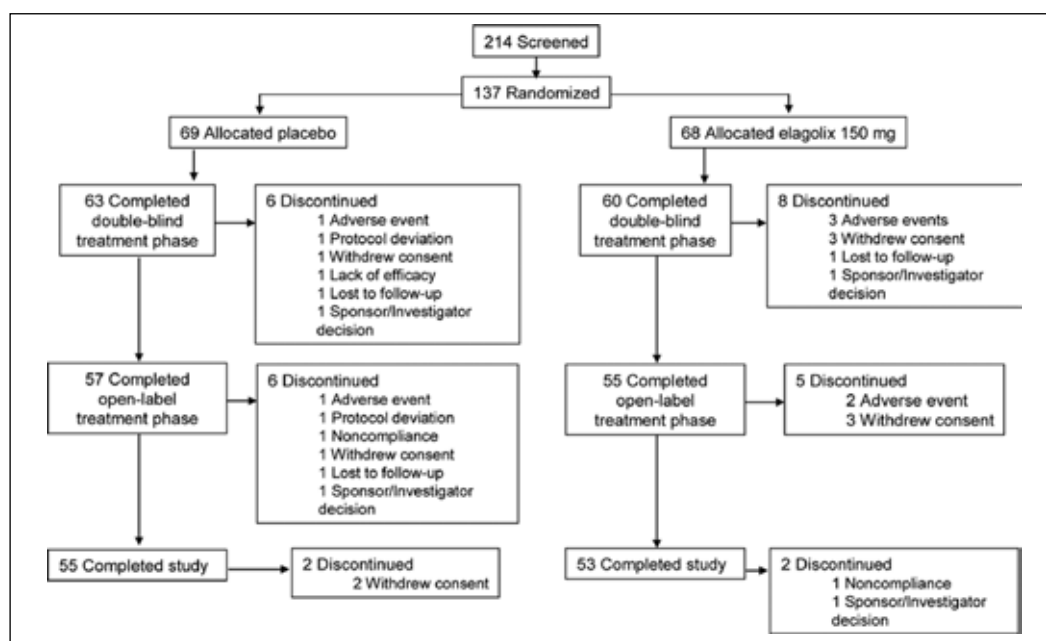 214 Screened
137 Randomized
69 Allocated placebo
68 Allocated elagolix 150 mg
63 Completed
double-blind
treatment phase
6 Discontinued
1 Adverse event
1 Protocol deviation
1 Withdrew consent
1 Lack of efficacy
1 Lost to follow-up
1 Sponsor/Investigator
decision
60 Completed
double-blind
treatment phase
8 Discontinued
3 Adverse events
3 Withdrew consent
1 Lost to follow-up
1 Sponsor/Investigator
decision
57 Completed
open-label
treatment phase
6 Discontinued
1 Adverse event
1 Protocol deviation
1 Noncompliance
1 Withdrew consent
1 Lost to follow-up
1 Sponsor/Investigator
decision
55 Completed
open-label
treatment phase
5 Discontinued
2 Adverse event
3 Withdrew consent
55 Completed study
2 Discontinued
2 Withdrew consent
53 Completed study
2 Discontinued
1 Noncompliance
1 Sponsor/Investigator
decision